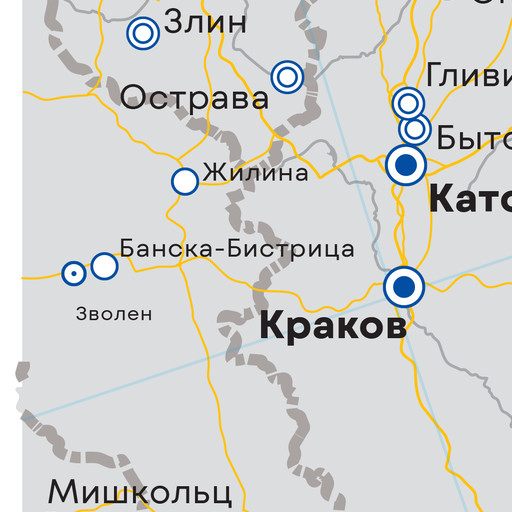 Злин
Гливи
Острава
Быто
Жилина
Като
Банска-Бистрица
Зволен
Краков
Мишкольц